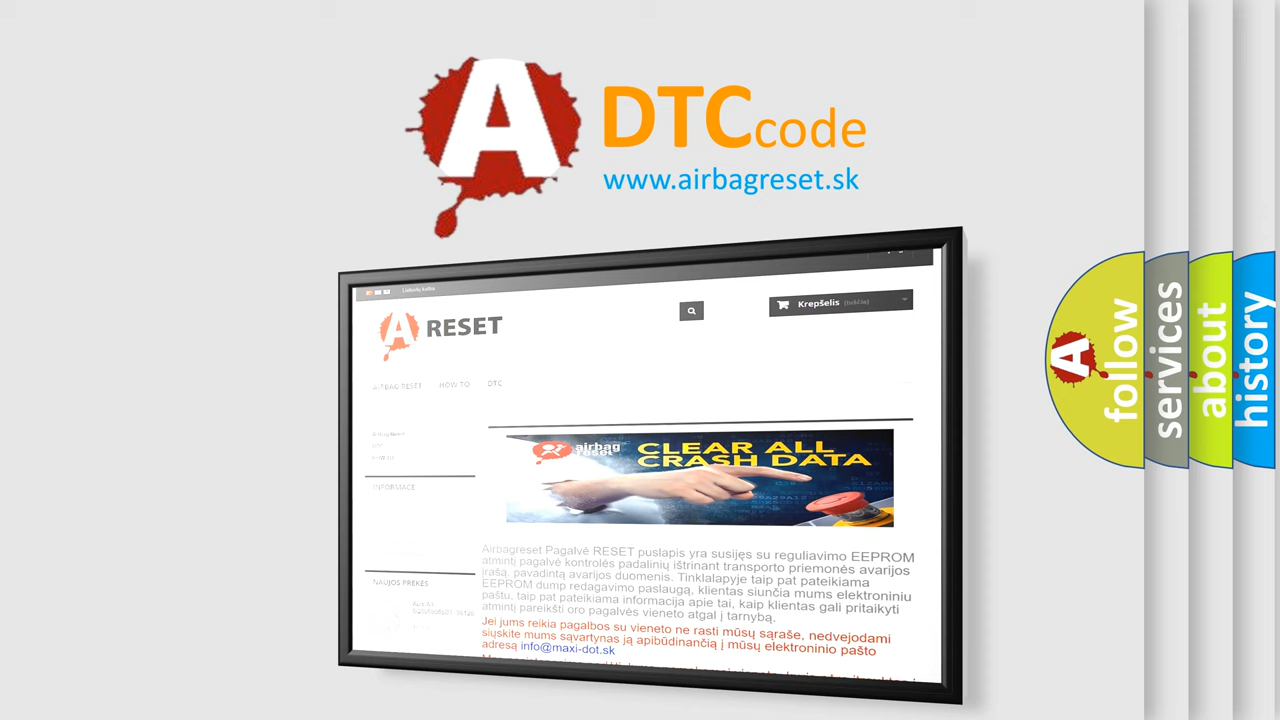 A DTCcode
www.airbagreset.sk
Lietuvių kalba
A RESET
Krepšelis (tuščia)
AIRBAG RESET HOW TO DTC
airbag reset
CLEAR ALL
CRASH DATA
INFORMACE
Airbagreset Pagalvė RESET puslapis yra susijęs su reguliavimo EEPROM
atmintį pagalvė kontrolės padalinių ištrinant transporto priemonės avarijos
įrašą, pavadintą avarijos duomenis. Tinklalapyje taip pat pateikiama
EEPROM dump redagavimo paslaugą, klientas siunčia mums elektroniniu
paštu, taip pat pateikiama informacija apie tai, kaip klientas gali pritaikyti
atmintį pareikšti oro pagalvės vieneto atgal į tarnybą.
NAUJOS PREKĖS
Jei jums reikia pagalbos su vieneto ne rasti mūsų sąraše, nedvejodami
siųskite mums sąvartynas ją apibūdinančią į mūsų elektroninio pašto
adresą info@maxi-dot.sk
A follow
services
about
history